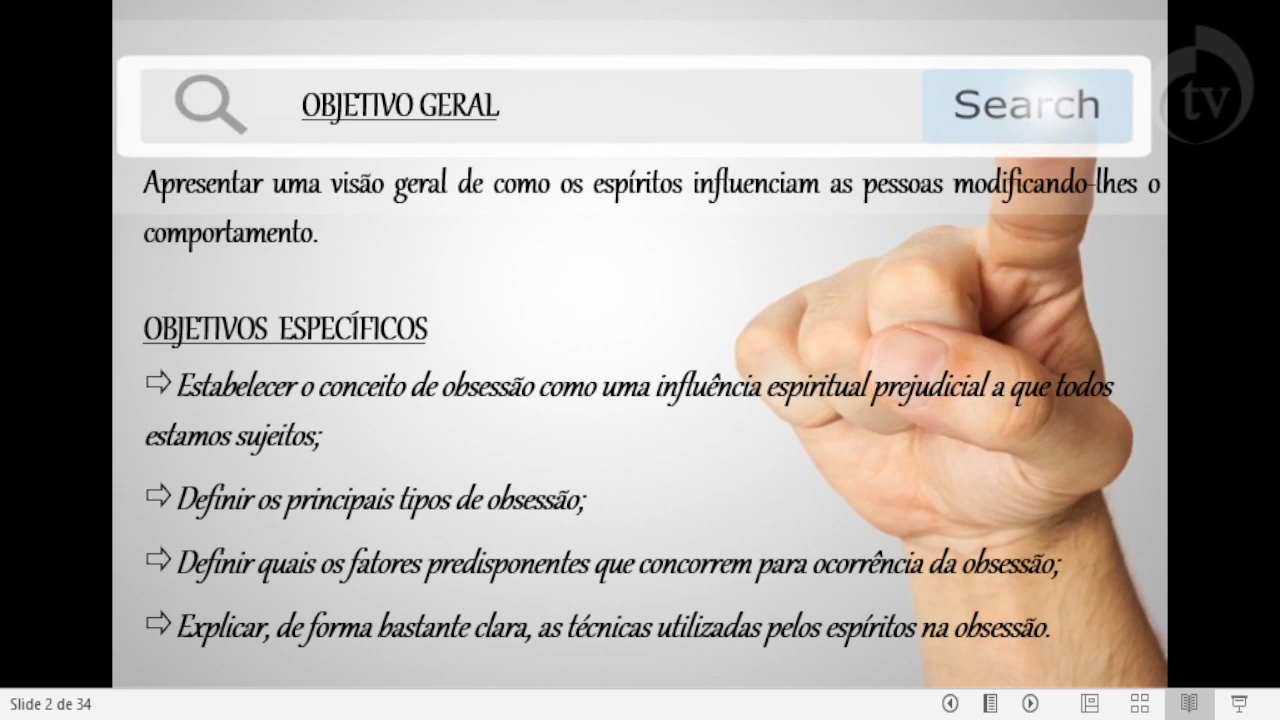 tv
OBJETIVO GERAL
Search
Apresentar uma visão geral de como os espíritos influenciam as pessoas modificando-lhes o
comportamento.
OBJETIVOS ESPECÍFICOS
⇨ Estabelecer o conceito de obsessão como uma influência espiritual prejudicial a que todos
estamos sujeitos;
⇨ Definir os principais tipos de obsessão;
⇨ Definir quais os fatores predisponentes que concorrem para ocorrência da obsessão;
⇨ Explicar, de forma bastante clara, as técnicas utilizadas pelos espíritos na obsessão.
Slide 2 de 34